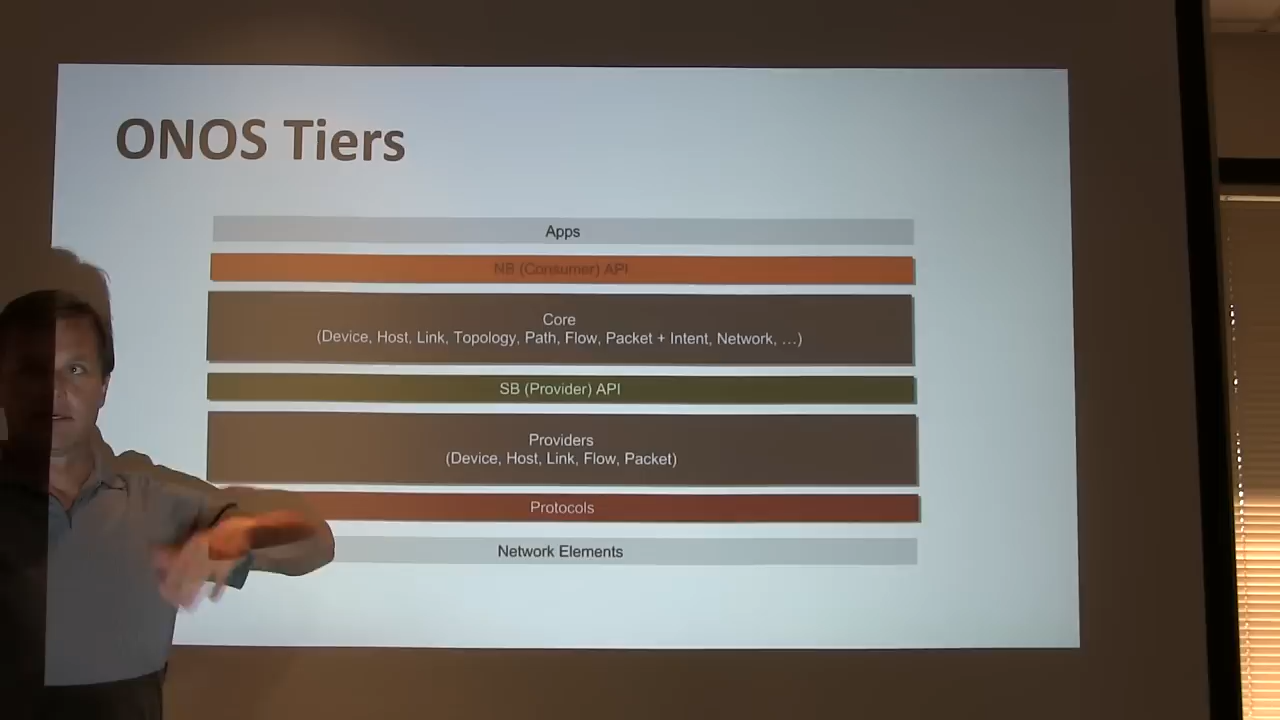 ONOS Tiers
Apps
NB (Consumer) API
Core
(Device, Host, Link, Topology, Path, Flow, Packet + Intent, Network, …)
SB (Provider) API
Providers
(Device, Host, Link, Flow, Packet)
Protocols
Network Elements